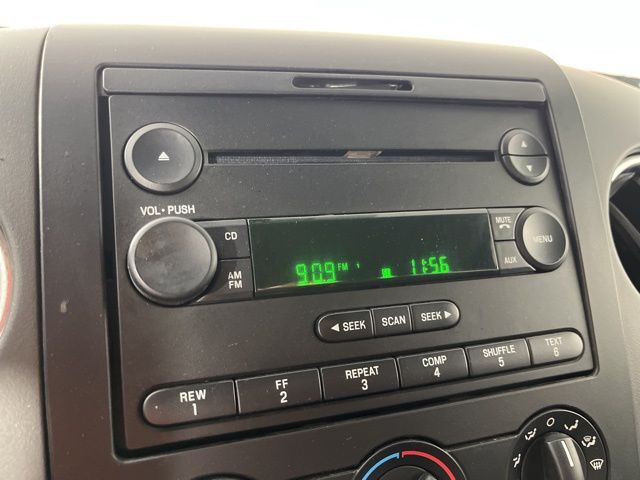 VOL • PUSH
CD
AM
FM
90.9 FM 1 11:56
MUTE
AUX
MENU
◄ SEEK
SCAN
SEEK ►
REW
1
FF
2
REPEAT
3
COMP
4
SHUFFLE
5
TEXT
6